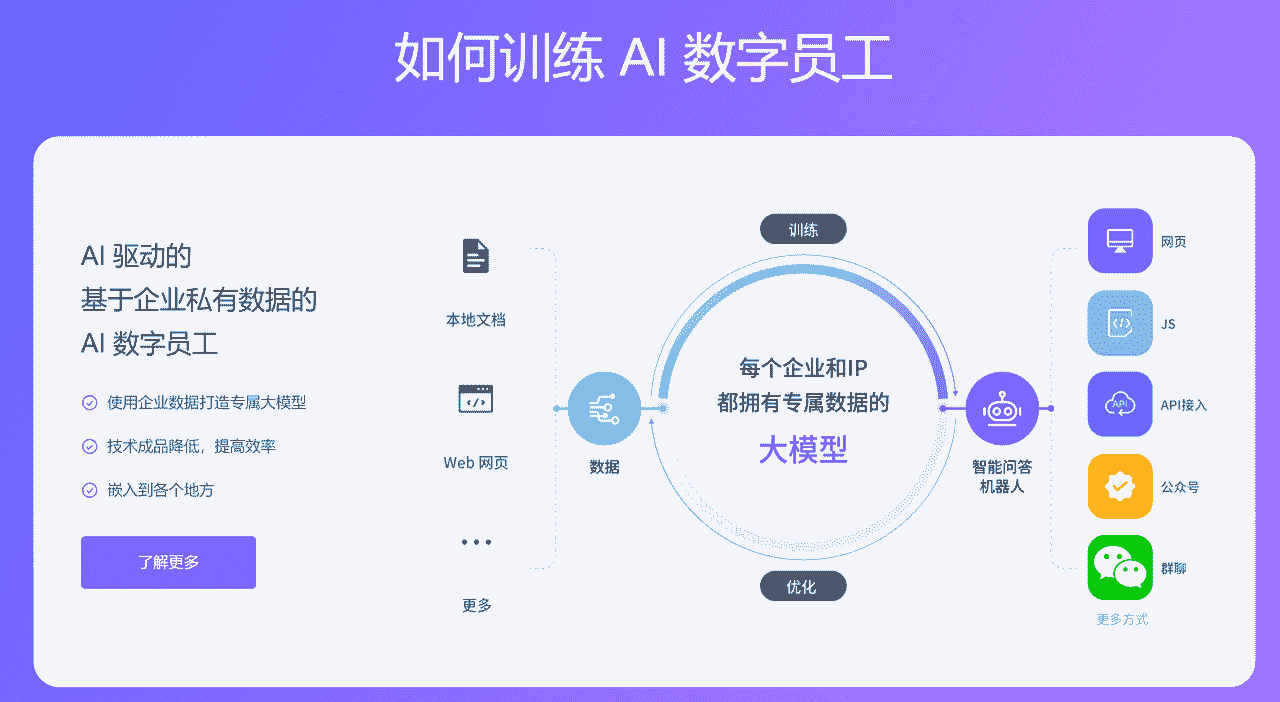 如何训练 AI 数字员工
AI 驱动的
基于企业私有数据的
AI 数字员工
使用企业数据打造专属大模型
技术成品降低，提高效率
嵌入到各个地方
了解更多
本地文档
Web 网页
更多
数据
训练
每个企业和IP
都拥有专属数据的
大模型
优化
智能问答
机器人
网页
JS
API
API接入
公众号
群聊
更多方式